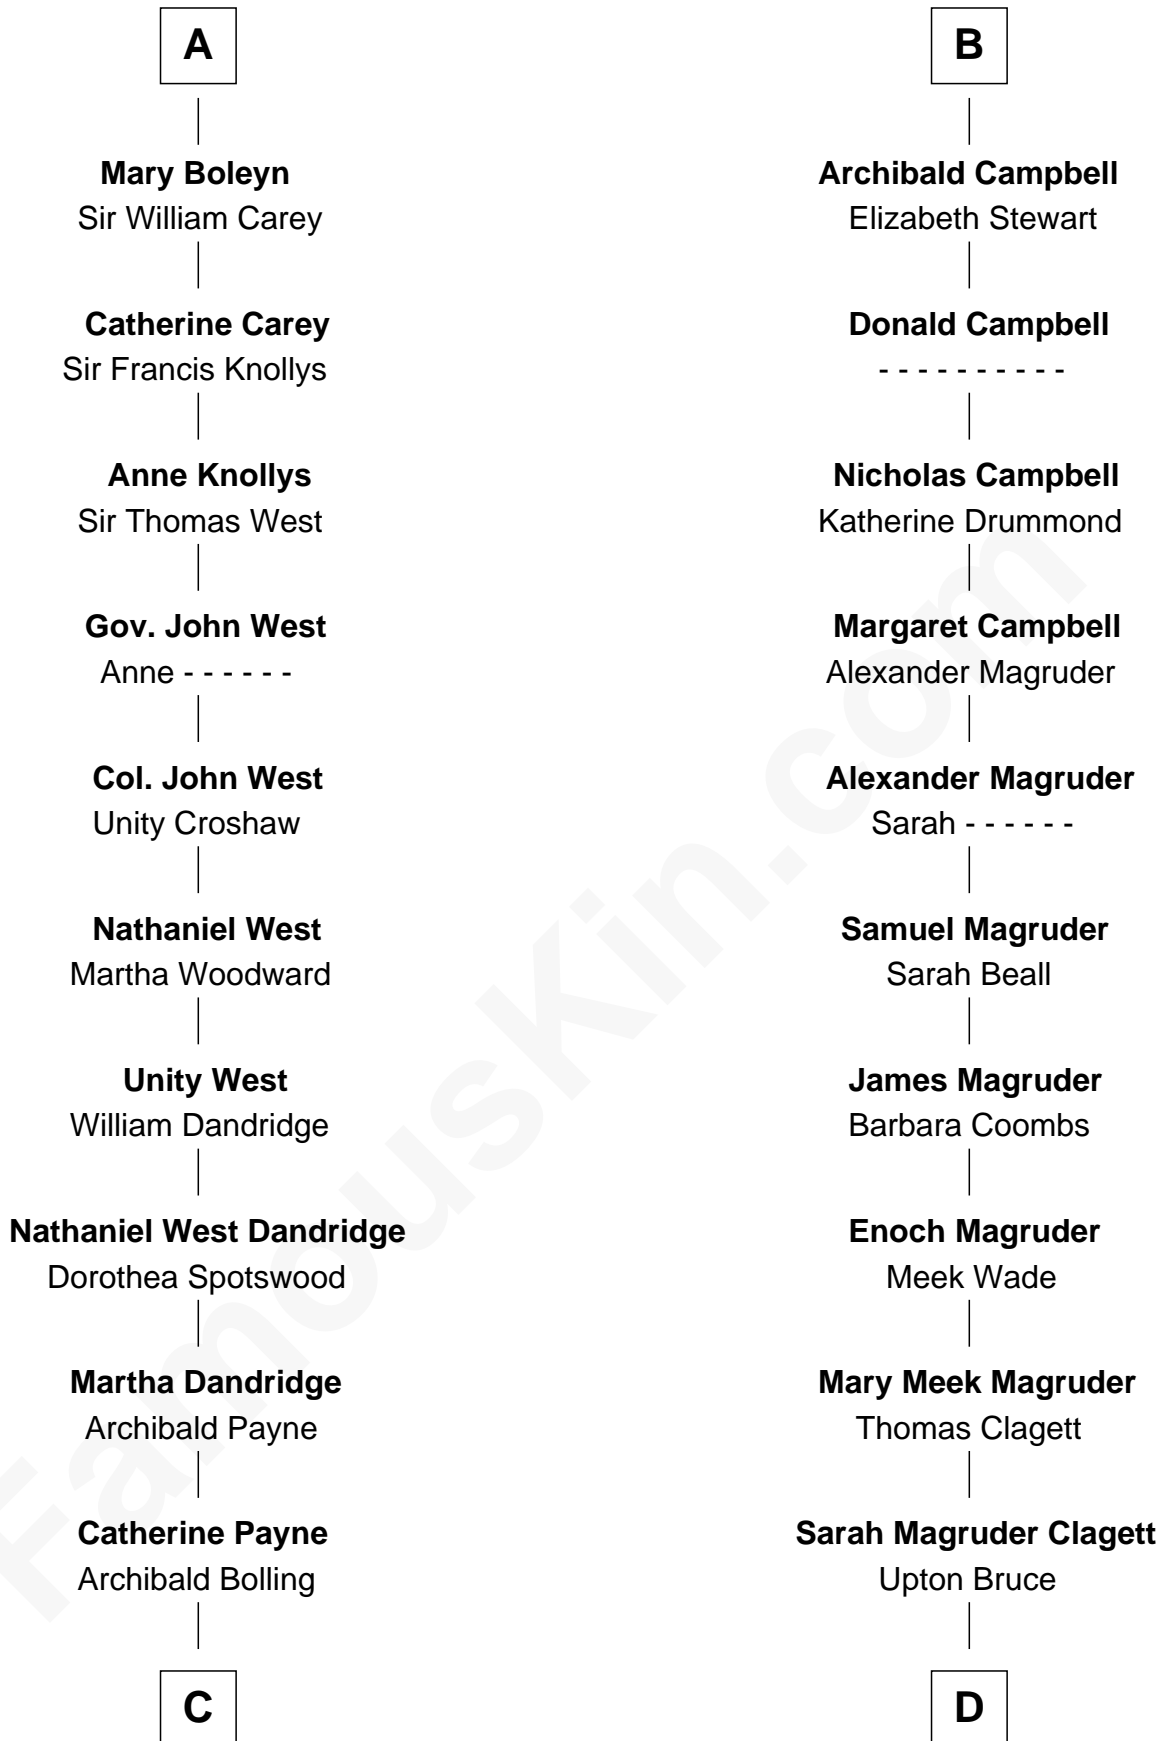 A
Mary Boleyn
Sir William Carey
Catherine Carey
Sir Francis Knollys
Anne Knollys
Sir Thomas West
Gov. John West
Anne - - - - - -
Col. John West
Unity Croshaw
Nathaniel West
Martha Woodward
Unity West
William Dandridge
Nathaniel West Dandridge
Dorothea Spotswood
Martha Dandridge
Archibald Payne
Catherine Payne
Archibald Bolling
C
B
Archibald Campbell
Elizabeth Stewart
Donald Campbell
- - - - - - - - - -
Nicholas Campbell
Katherine Drummond
Margaret Campbell
Alexander Magruder
Alexander Magruder
Sarah - - - - - -
Samuel Magruder
Sarah Beall
James Magruder
Barbara Coombs
Enoch Magruder
Meek Wade
Mary Meek Magruder
Thomas Clagett
Sarah Magruder Clagett
Upton Bruce
D
FamousKin.com